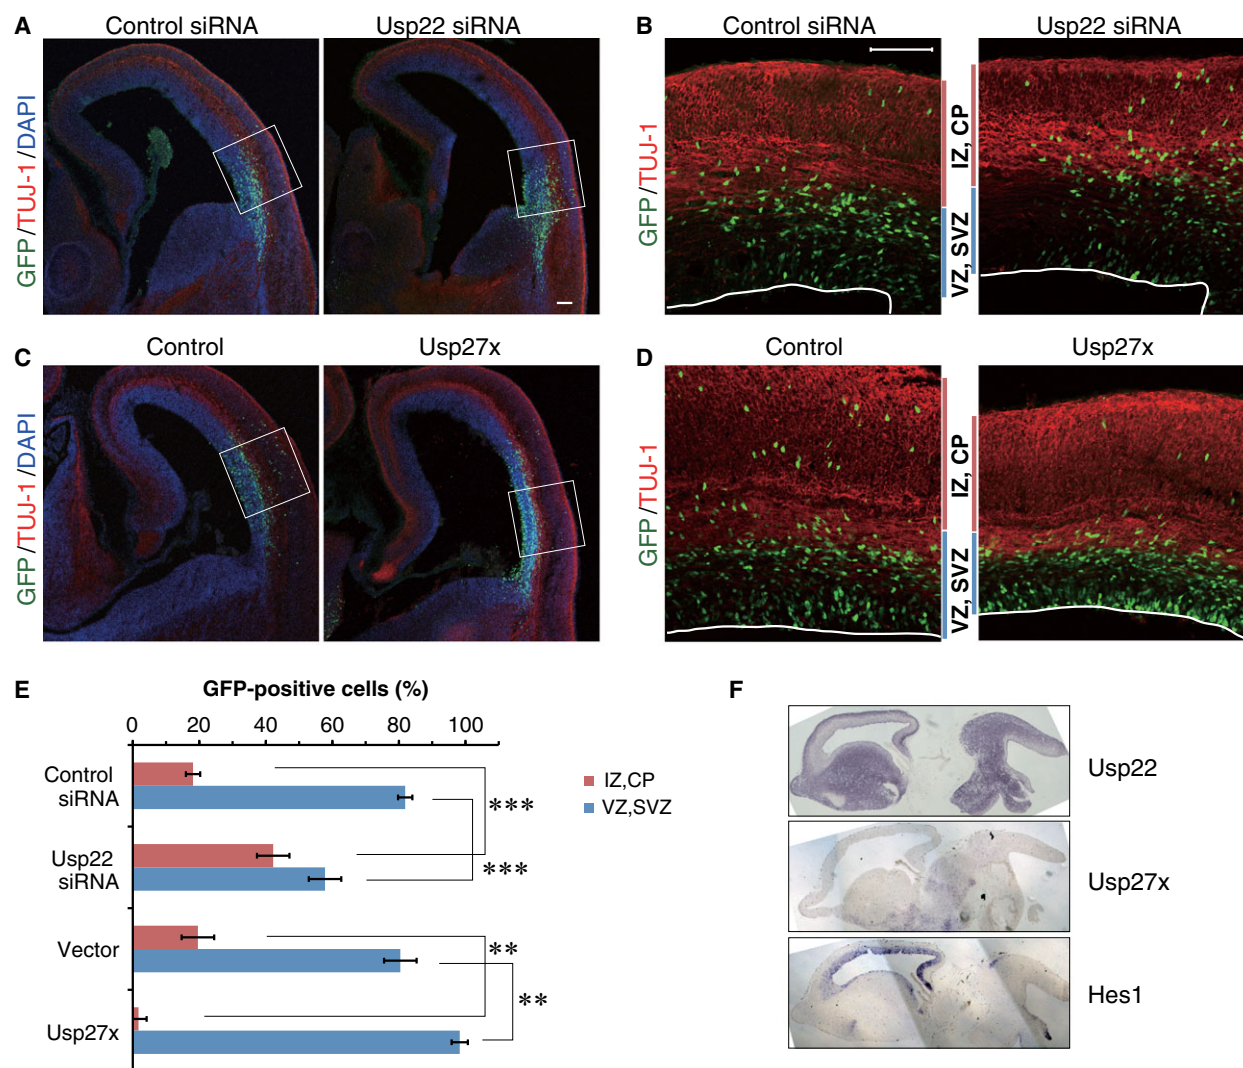 A Control siRNA Usp22 siRNA
GFP/TUJ-1/DAPI
B Control siRNA Usp22 siRNA
GFP/TUJ-1
IZ, CP
VZ, SVZ
C Control Usp27x
GFP/TUJ-1/DAPI
D Control Usp27x
GFP/TUJ-1
IZ, CP
VZ, SVZ
E
GFP-positive cells (%)
0 20 40 60 80 100
Control
siRNA
Usp22
siRNA
Vector
Usp27x
***
***
**
**
IZ,CP
VZ,SVZ
F
Usp22
Usp27x
Hes1